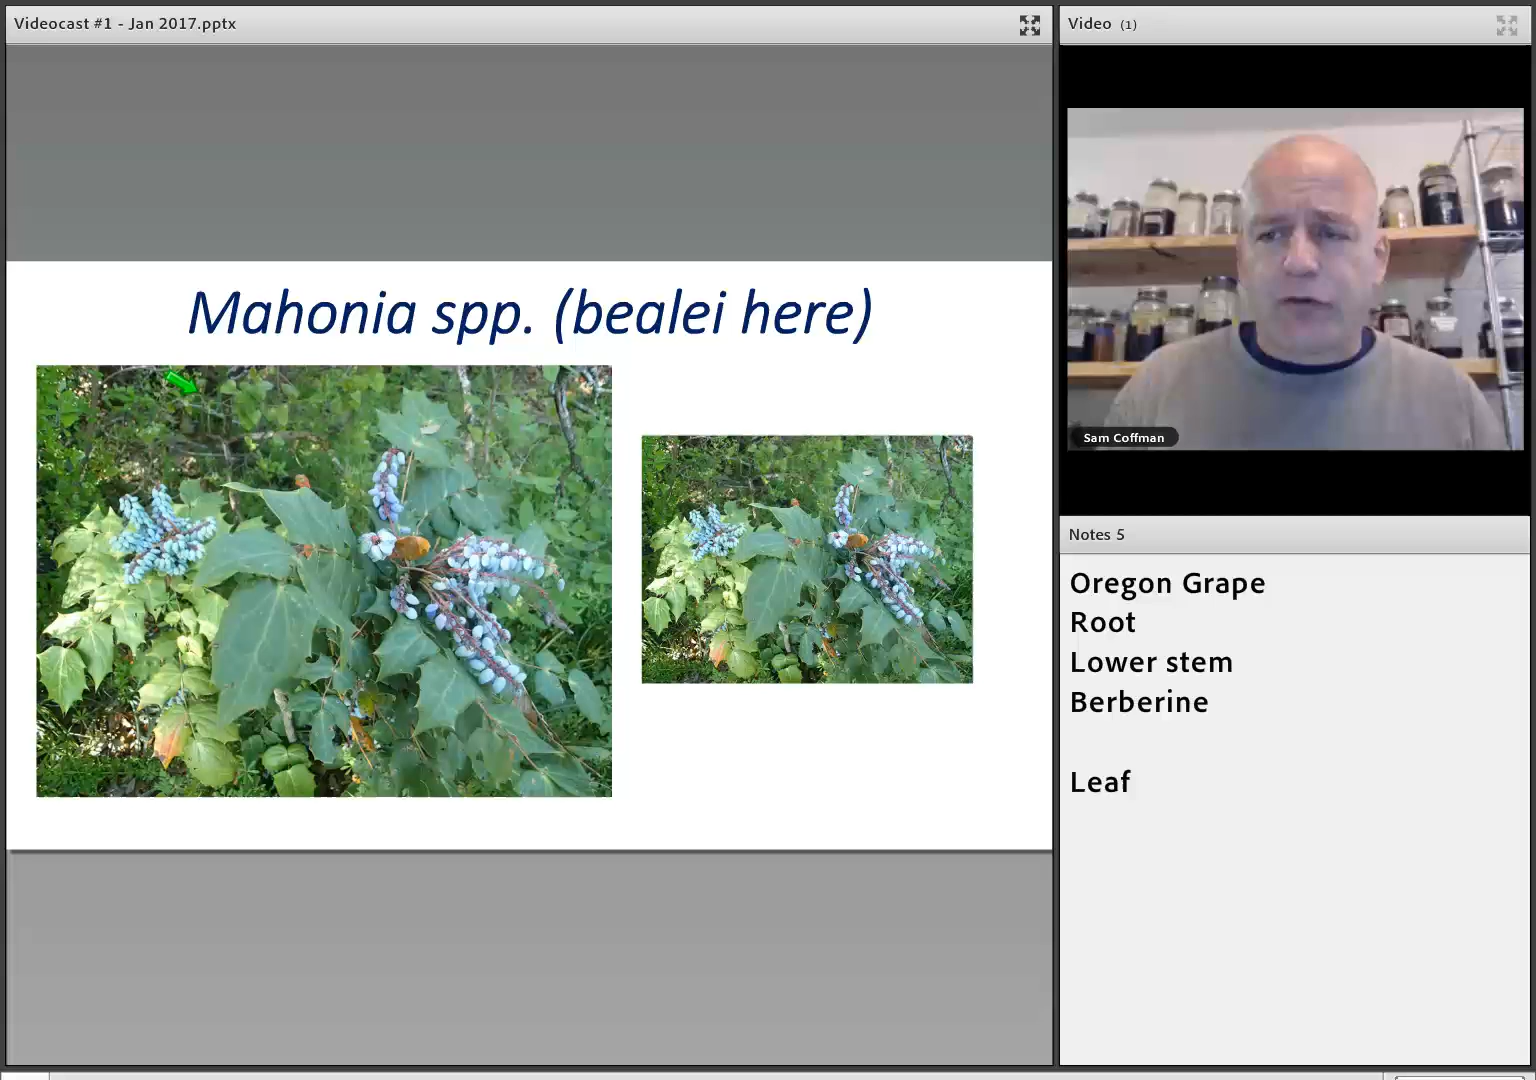 Videocast #1 - Jan 2017.pptx
Video (1)
Mahonia spp. (bealei here)
Sam Coffman
Notes 5
Oregon Grape
Root
Lower stem
Berberine
Leaf